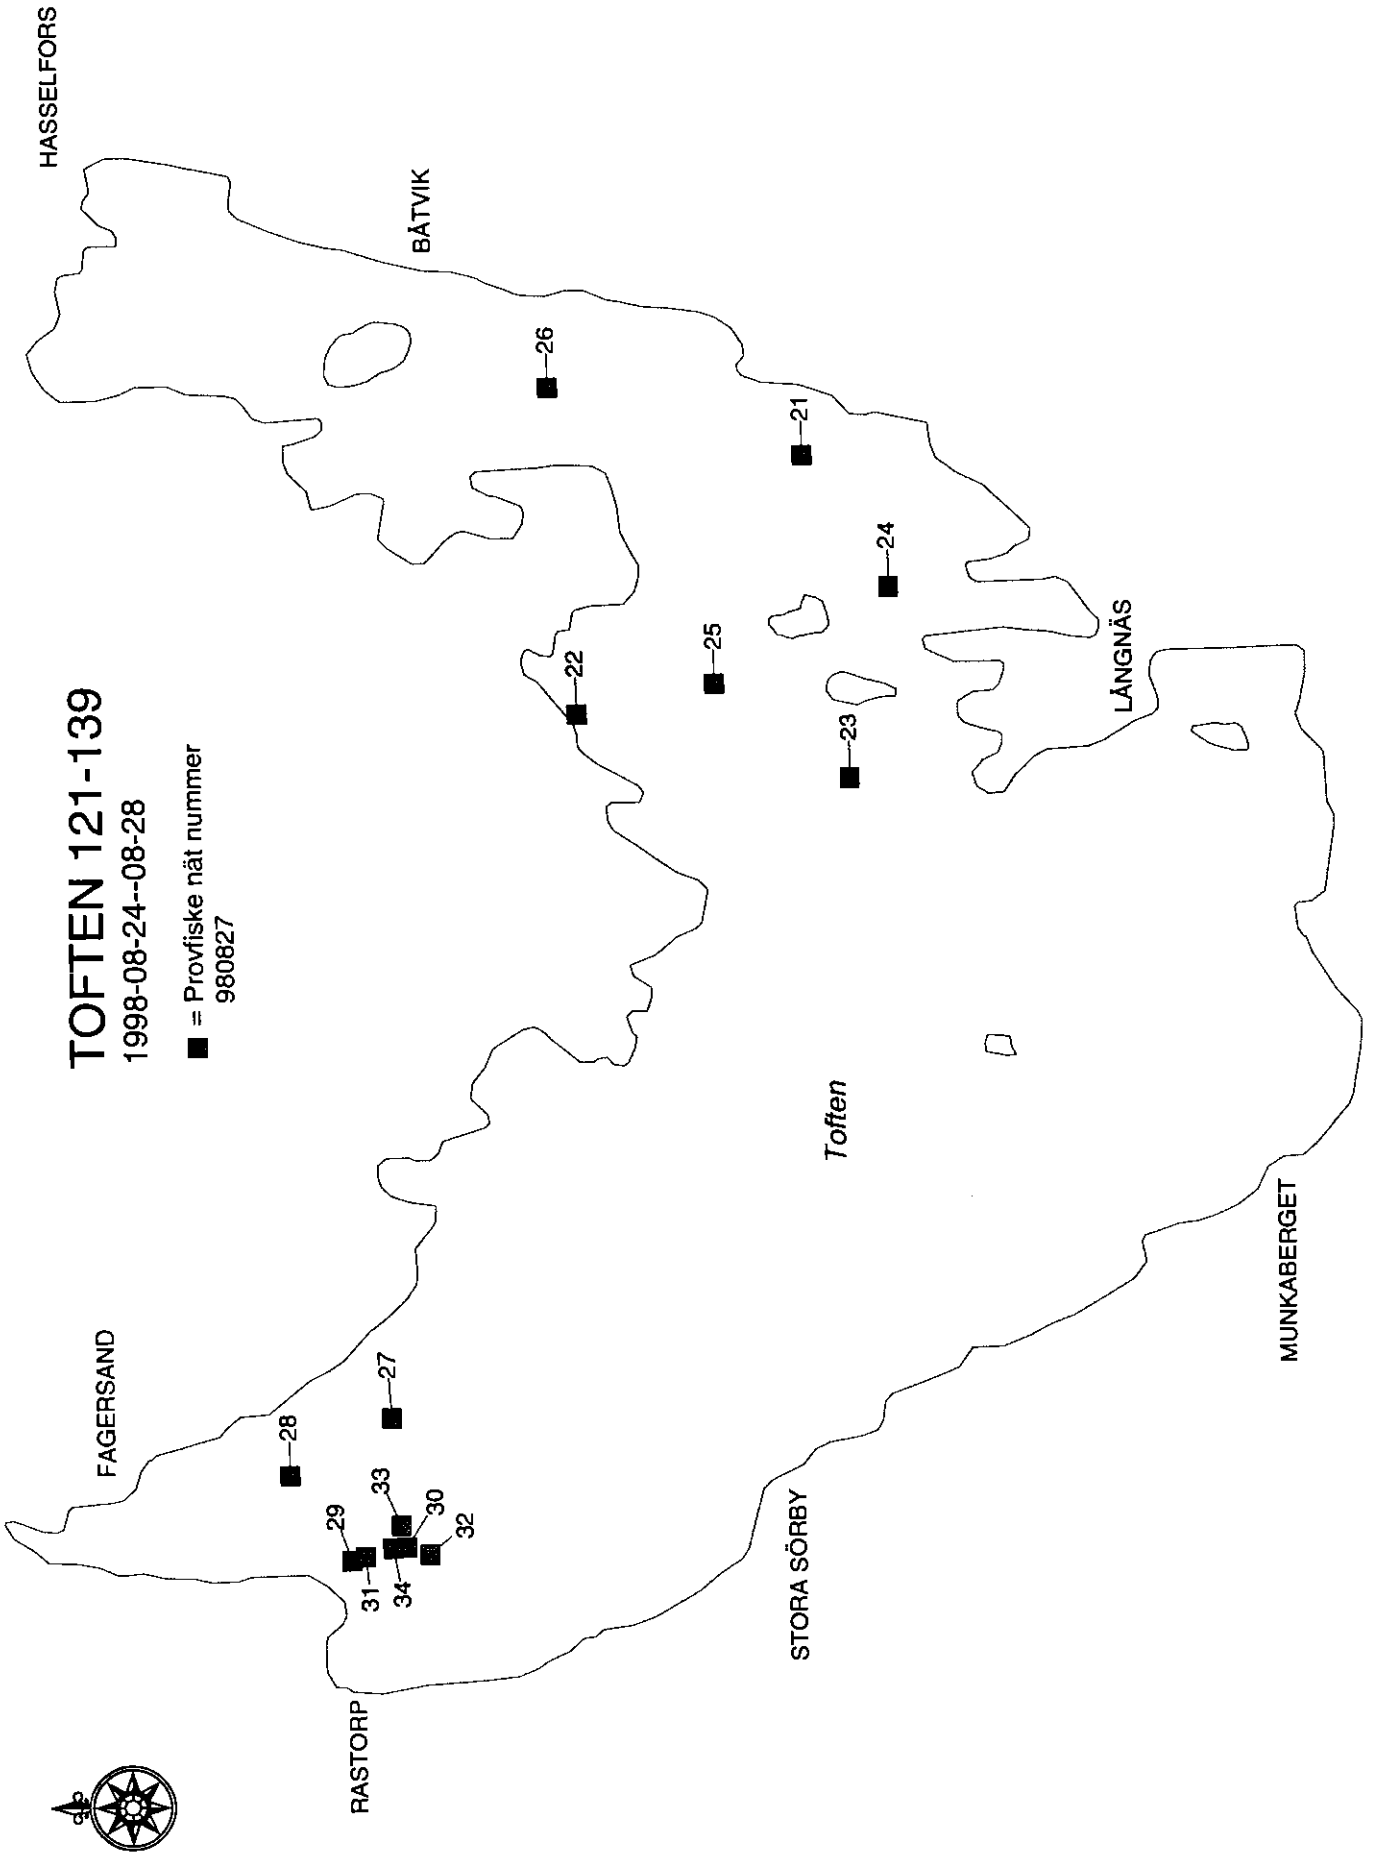 TOFTEN 121-139
1998-08-24--08-28
■ = Provfiske nät nummer
980827
HASSELFORS
BÅTVIK
FAGERSAND
RASTORP
STORA SÖRBY
MUNKABERGET
LÅNGNÄS
Toften
28
27
29
31
33
34
30
32
22
25
23
26
21
24